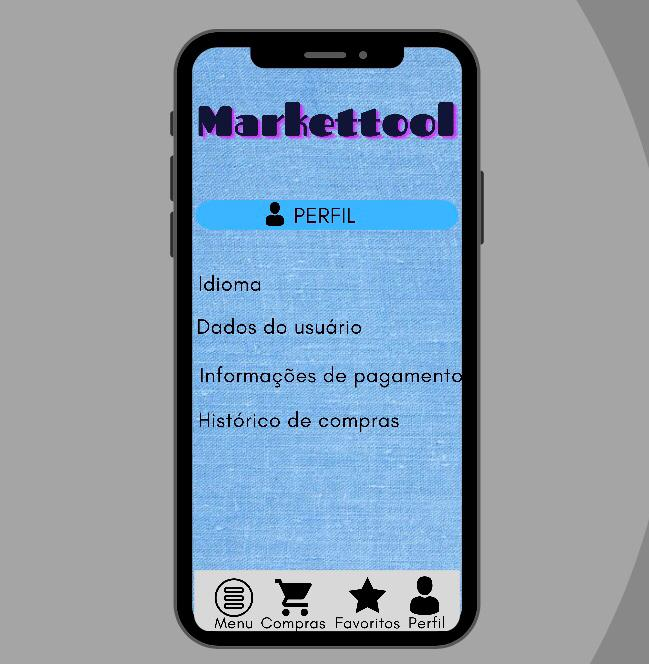 Markettool
PERFIL
Idioma
Dados do usuário
Informações de pagamento
Histórico de compras
Menu Compras Favoritos Perfil